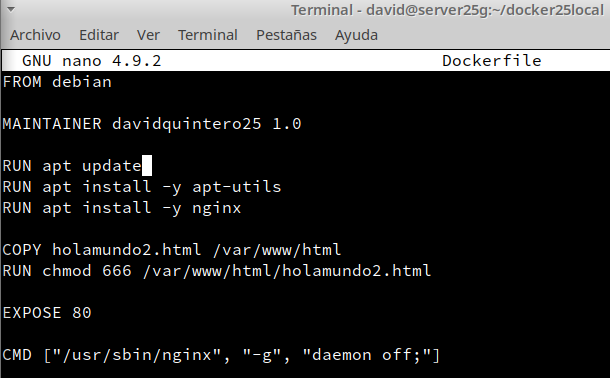 Terminal - david@server25g:~/docker25local
Archivo Editar Ver Terminal Pestañas Ayuda
GNU nano 4.9.2 Dockerfile
FROM debian
MAINTAINER davidquintero25 1.0
RUN apt update
RUN apt install -y apt-utils
RUN apt install -y nginx
COPY holamundo2.html /var/www/html
RUN chmod 666 /var/www/html/holamundo2.html
EXPOSE 80
CMD ["/usr/sbin/nginx", "-g", "daemon off;"]